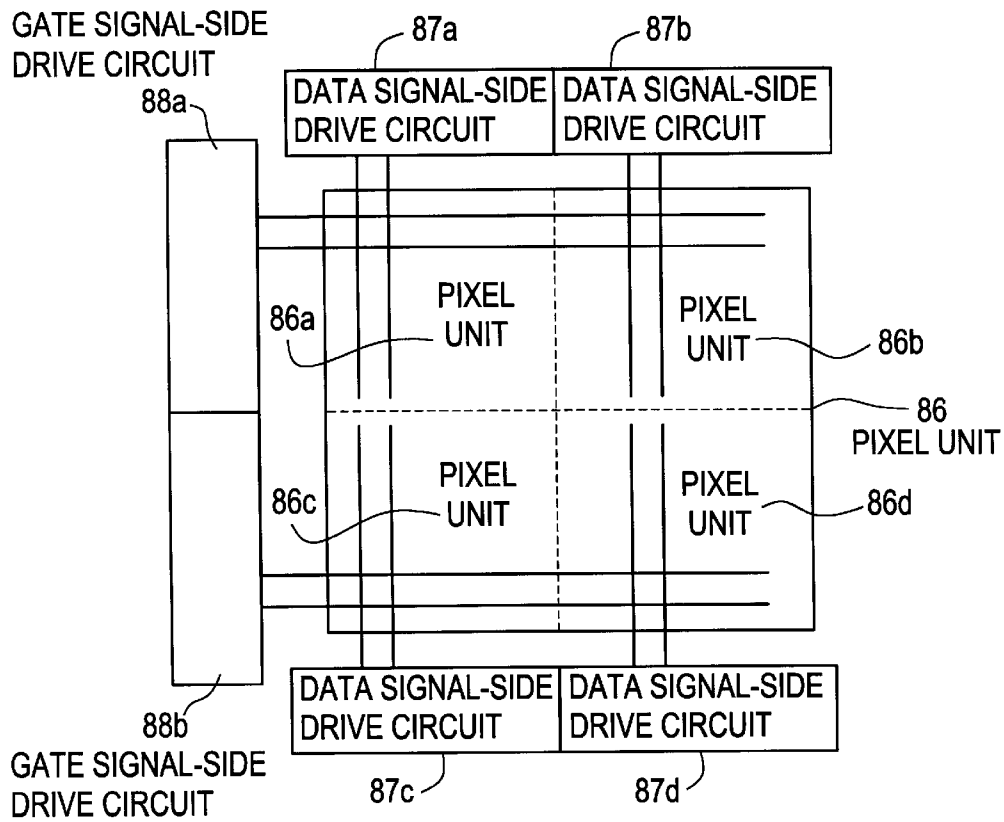 GATE SIGNAL-SIDE
DRIVE CIRCUIT
88a
87a
87b
DATA SIGNAL-SIDE
DRIVE CIRCUIT
DATA SIGNAL-SIDE
DRIVE CIRCUIT
86a
PIXEL
UNIT
PIXEL
UNIT
86b
86
PIXEL UNIT
86c
PIXEL
UNIT
PIXEL
UNIT
86d
DATA SIGNAL-SIDE
DRIVE CIRCUIT
DATA SIGNAL-SIDE
DRIVE CIRCUIT
88b
GATE SIGNAL-SIDE
DRIVE CIRCUIT
87c
87d